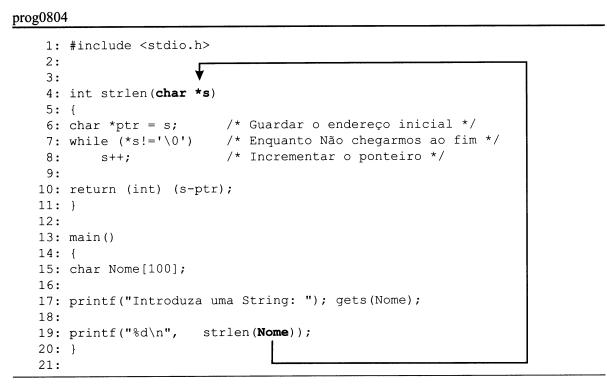 prog0804
1: #include <stdio.h>
2:
3:
4: int strlen(char *s)
5: {
6: char *ptr = s;       /* Guardar o endereço inicial */
7: while (*s!='\0')     /* Enquanto Não chegarmos ao fim */
8:     s++;             /* Incrementar o ponteiro */
9:
10: return (int) (s-ptr);
11: }
12:
13: main()
14: {
15: char Nome[100];
16:
17: printf("Introduza uma String: "); gets(Nome);
18:
19: printf("%d\n",   strlen(Nome));
20: }
21: